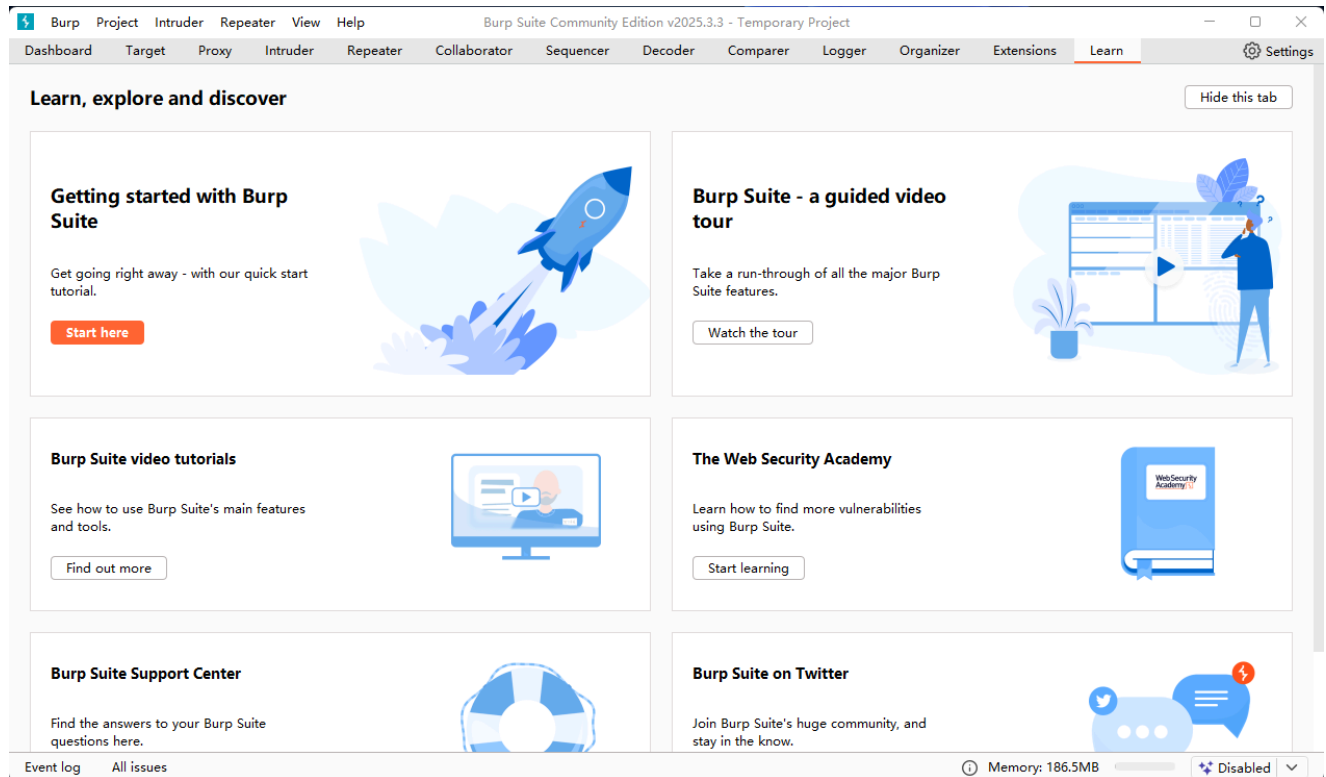 Burp Project Intruder Repeater View Help Burp Suite Community Edition v2025.3.3 - Temporary Project
Dashboard Target Proxy Intruder Repeater Collaborator Sequencer Decoder Comparer Logger Organizer Extensions Learn Settings
Learn, explore and discover
Hide this tab
Getting started with Burp
Suite
Get going right away - with our quick start
tutorial.
Start here
Burp Suite - a guided video
tour
Take a run-through of all the major Burp
Suite features.
Watch the tour
Burp Suite video tutorials
See how to use Burp Suite's main features
and tools.
Find out more
The Web Security Academy
Learn how to find more vulnerabilities
using Burp Suite.
Start learning
WebSecurity
Academy
Burp Suite Support Center
Find the answers to your Burp Suite
questions here.
Burp Suite on Twitter
Join Burp Suite's huge community, and
stay in the know.
Event log All issues Memory: 186.5MB Disabled